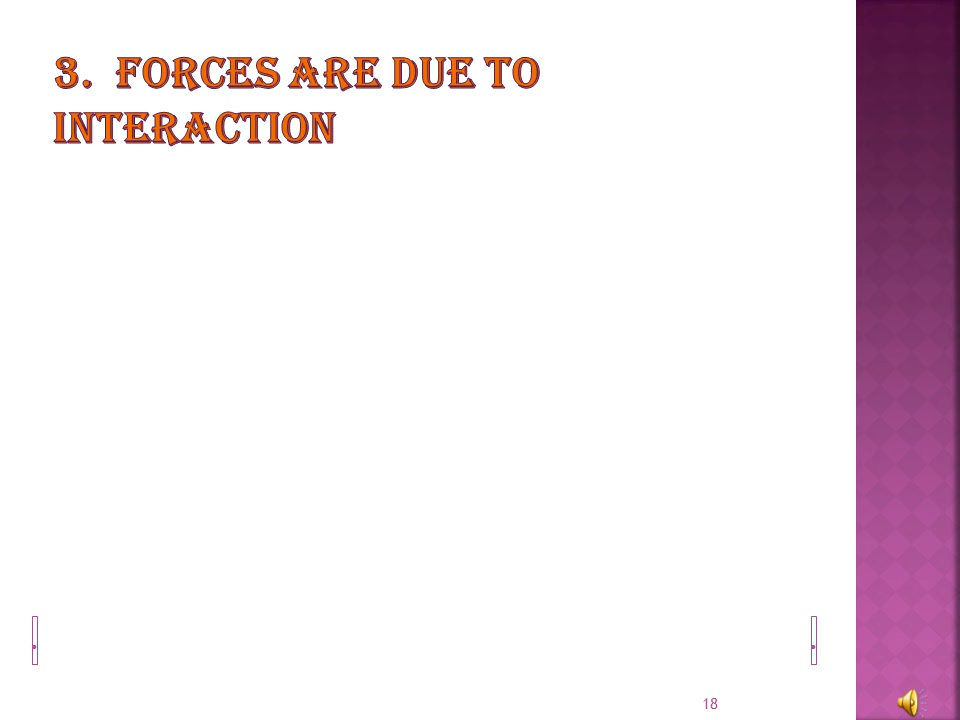 3. FORCES ARE DUE TO
INTERACTION
. .
18